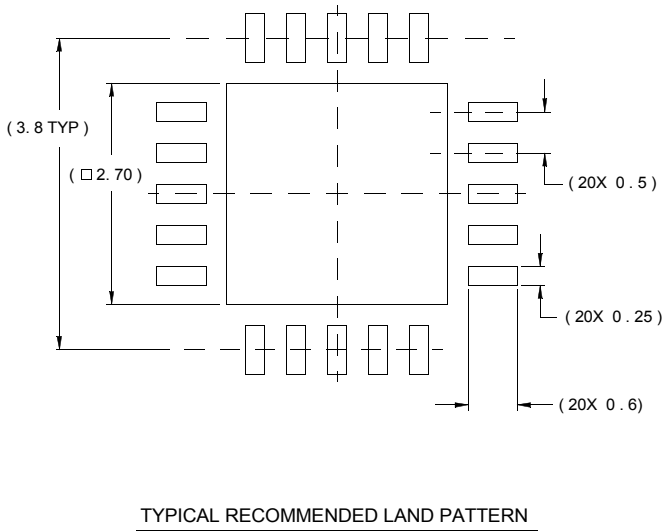 ( 3. 8 TYP )
( □ 2. 70 )
( 20X 0 . 5 )
( 20X 0 . 25 )
( 20X 0 . 6)
TYPICAL RECOMMENDED LAND PATTERN